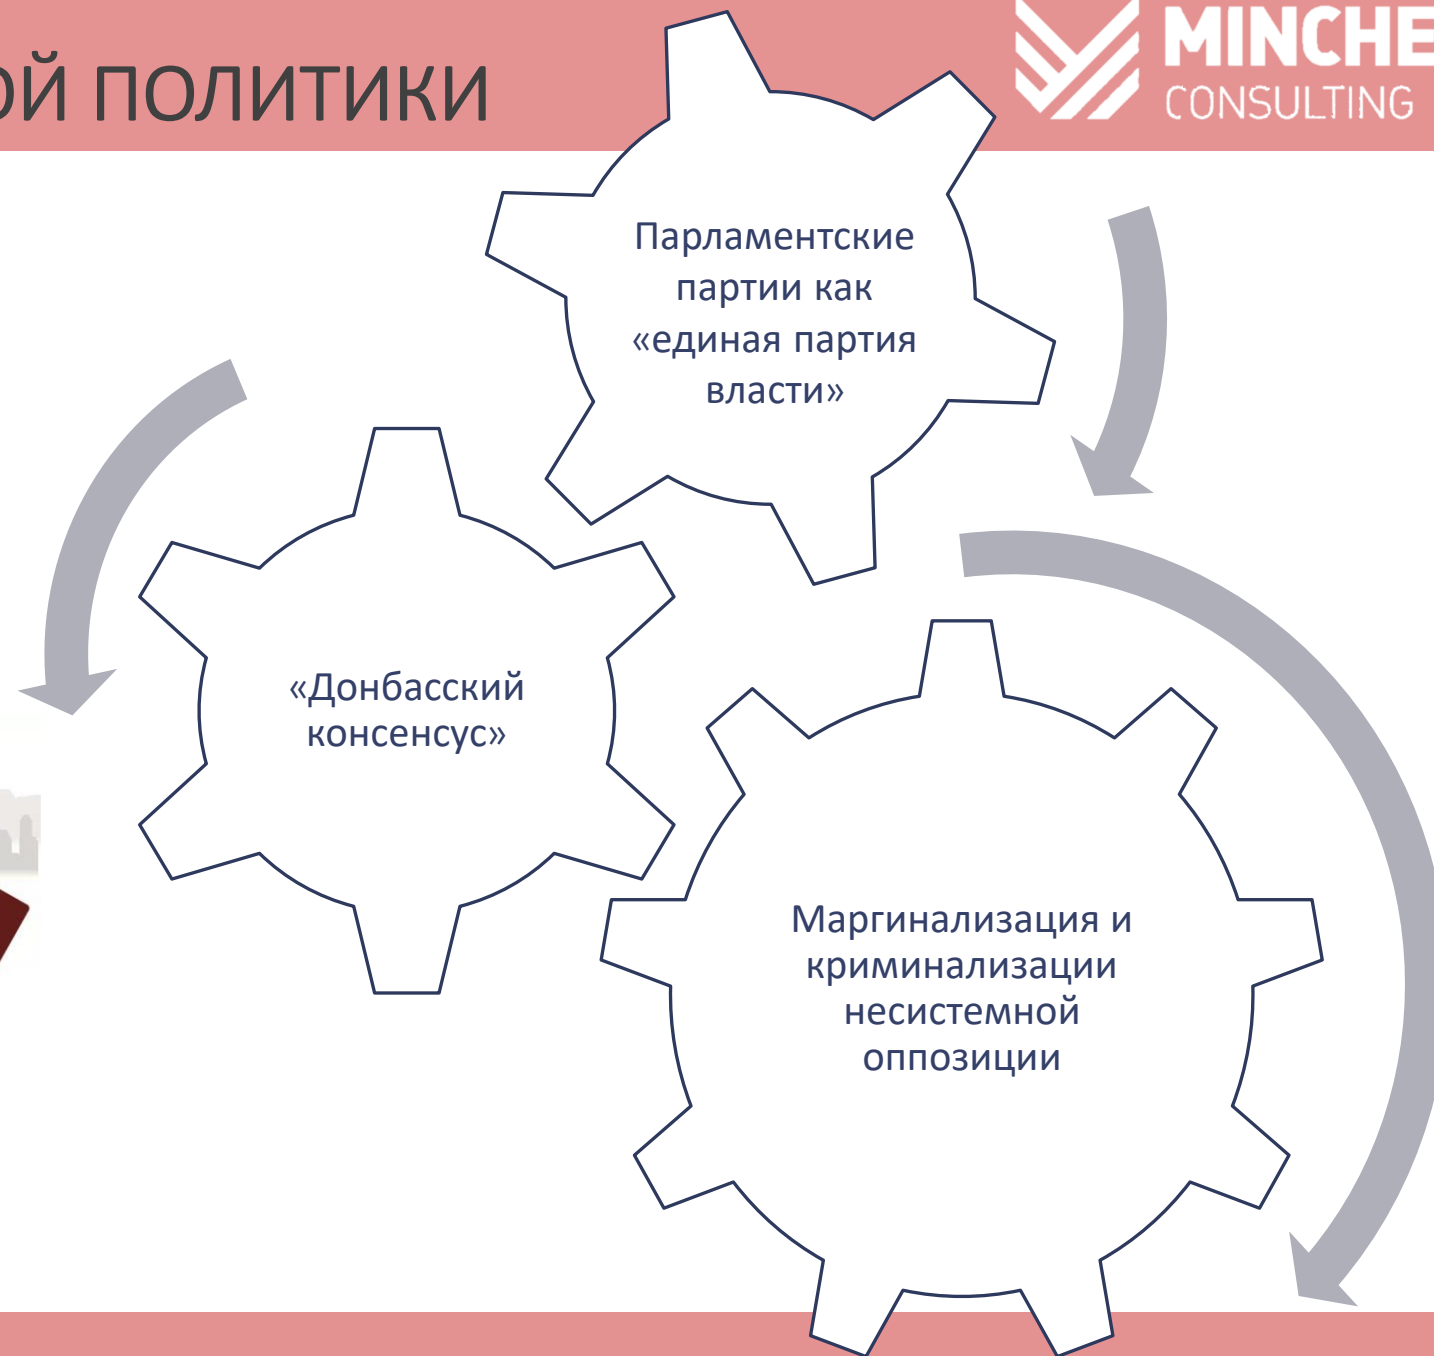 ОЙ ПОЛИТИКИ
MINCHE
CONSULTING
Парламентские
партии как
«единая партия
власти»
«Донбасский
консенсус»
Маргинализация и
криминализации
несистемной
оппозиции